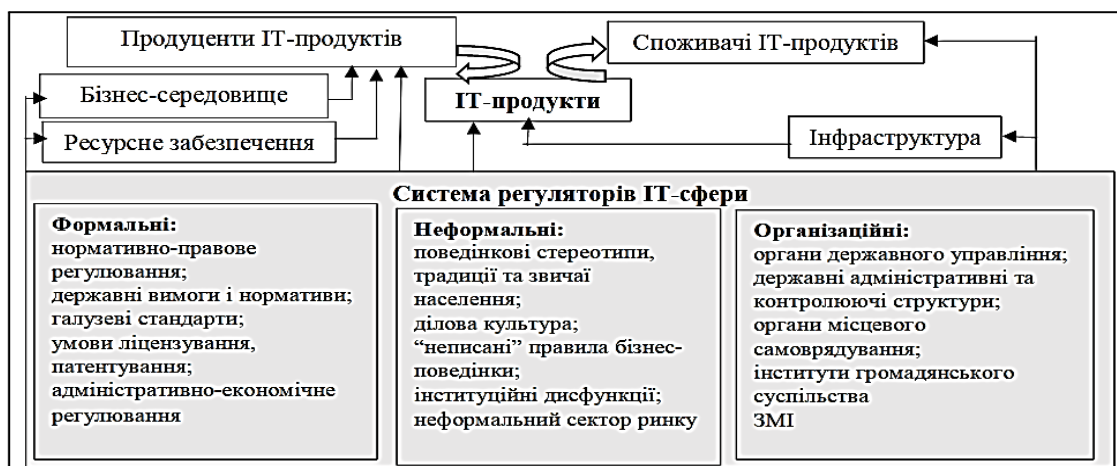 Продуценти ІТ-продуктів
Споживачі ІТ-продуктів
Бізнес-середовище
ІТ-продукти
Ресурсне забезпечення
Інфраструктура
Система регуляторів ІТ-сфери
Формальні:
нормативно-правове
регулювання;
державні вимоги і нормативи;
галузеві стандарти;
умови ліцензування,
патентування;
адміністративно-економічне
регулювання
Неформальні:
поведінкові стереотипи,
традиції та звичаї
населення;
ділова культура;
“неписані” правила бізнес-
поведінки;
інституційні дисфункції;
неформальний сектор ринку
Організаційні:
органи державного управління;
державні адміністративні та
контролюючі структури;
органи місцевого
самоврядування;
інститути громадянського
суспільства
ЗМІ